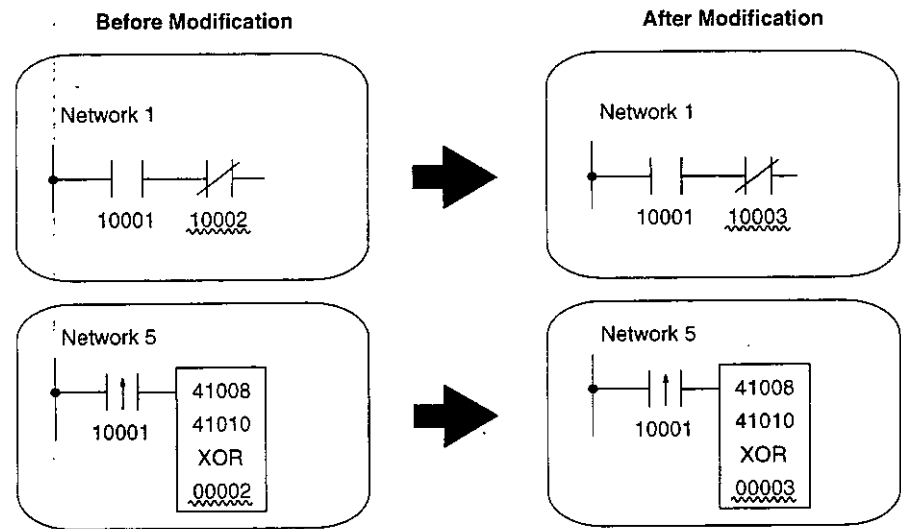 Before Modification
After Modification
Network 1
10001 10002
Network 1
10001 10003
Network 5
10001
41008
41010
XOR
00002
Network 5
10001
41008
41010
XOR
00003